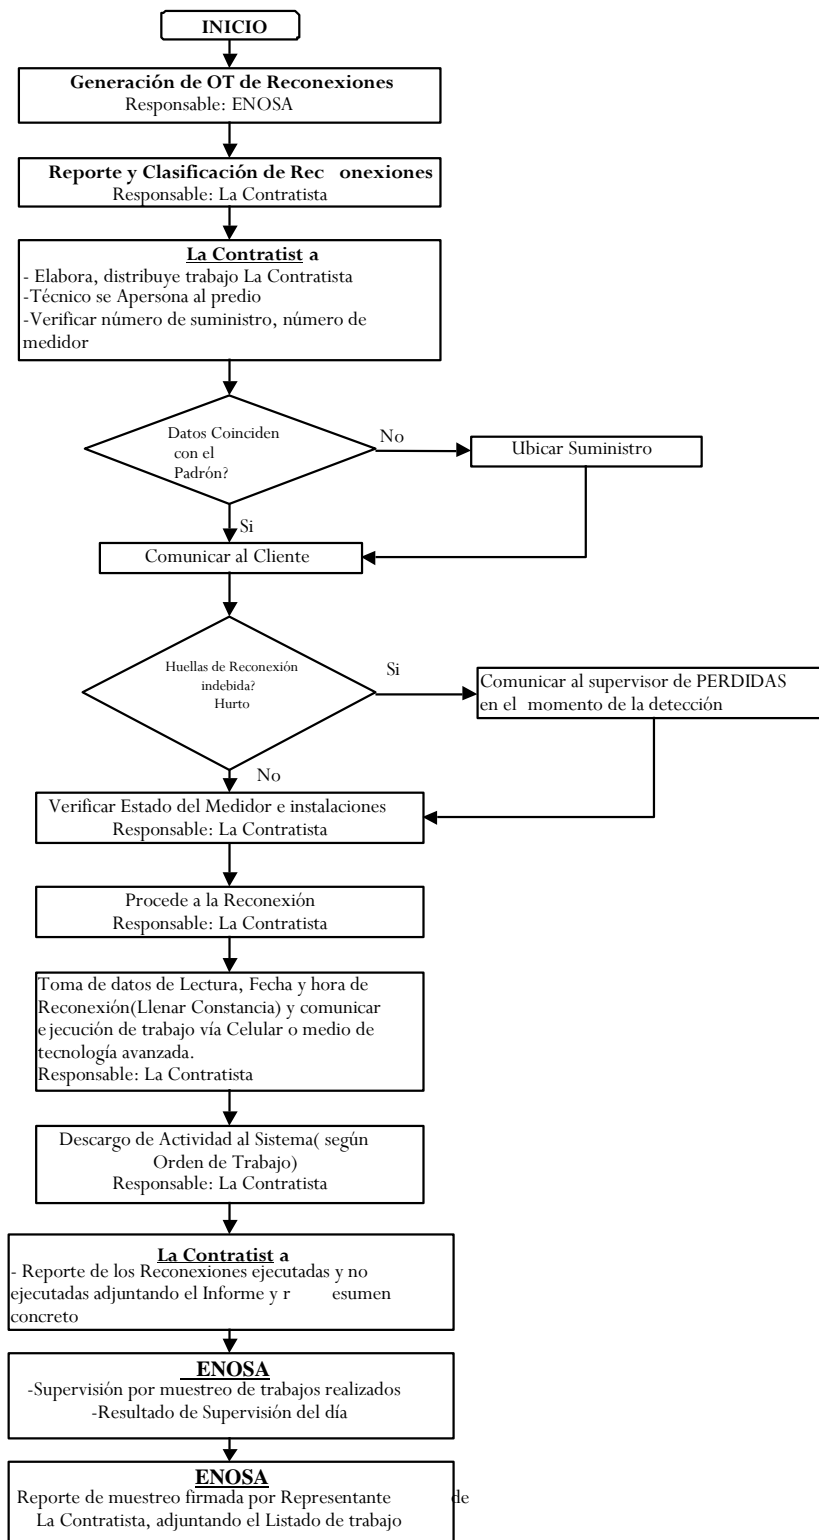 INICIO
Generación de OT de Reconexiones
Responsable: ENOSA
Reporte y Clasificación de Rec onexiones
Responsable: La Contratista
La Contratist a
- Elabora, distribuye trabajo La Contratista
-Técnico se Apersona al predio
-Verificar número de suministro, número de
medidor
Datos Coinciden
con el
Padrón?
No
Ubicar Suministro
Si
Comunicar al Cliente
Huellas de Reconexión
indebida?
Hurto
Si
Comunicar al supervisor de PERDIDAS
en el momento de la detección
No
Verificar Estado del Medidor e instalaciones
Responsable: La Contratista
Procede a la Reconexión
Responsable: La Contratista
Toma de datos de Lectura, Fecha y hora de
Reconexión(Llenar Constancia) y comunicar
ejecución de trabajo vía Celular o medio de
tecnología avanzada.
Responsable: La Contratista
Descargo de Actividad al Sistema( según
Orden de Trabajo)
Responsable: La Contratista
La Contratist a
- Reporte de los Reconexiones ejecutadas y no
ejecutadas adjuntando el Informe y r esumen
concreto
ENOSA
-Supervisión por muestreo de trabajos realizados
-Resultado de Supervisión del día
ENOSA
Reporte de muestreo firmada por Representante de
La Contratista, adjuntando el Listado de trabajo